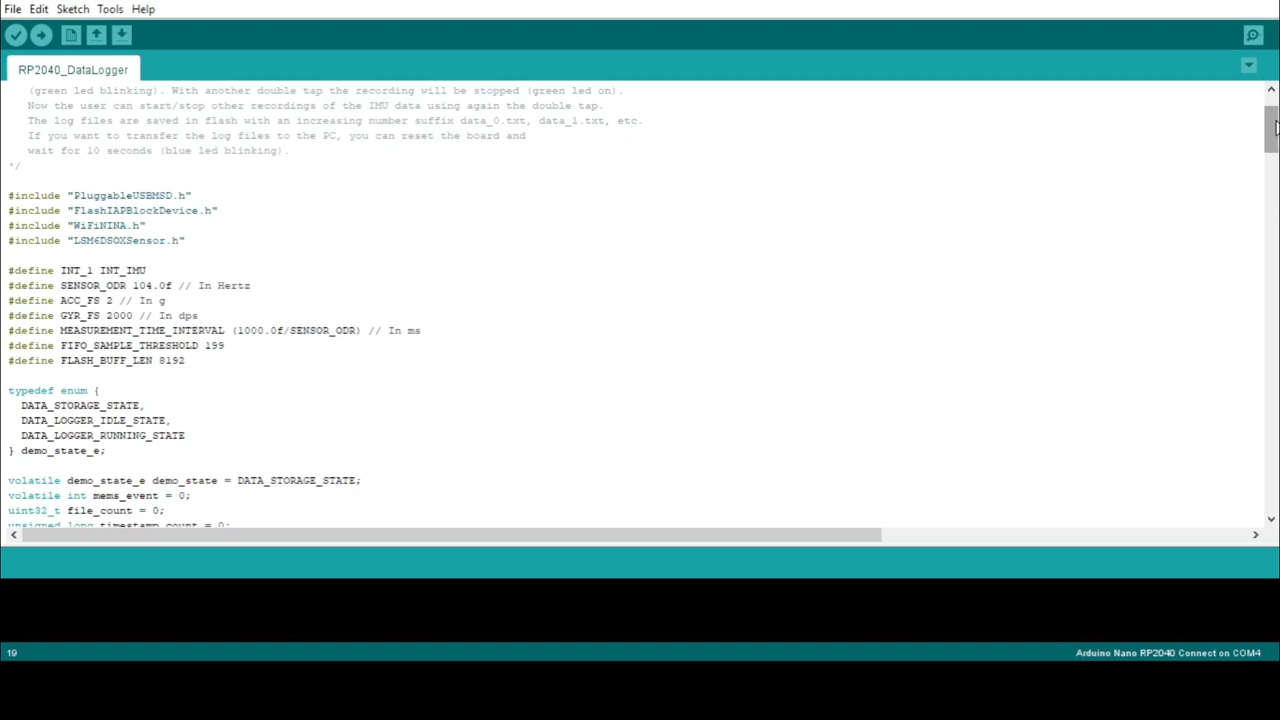 File Edit Sketch Tools Help
RP2040_DataLogger
(green led blinking). With another double tap the recording will be stopped (green led on).
Now the user can start/stop other recordings of the IMU data using again the double tap.
The log files are saved in flash with an increasing number suffix data_0.txt, data_1.txt, etc.
If you want to transfer the log files to the PC, you can reset the board and
wait for 10 seconds (blue led blinking).
*/
#include "PluggableUSBMSD.h"
#include "FlashIAPBlockDevice.h"
#include "WiFiNINA.h"
#include "LSM6DSOXSensor.h"
#define INT_1 INT_IMU
#define SENSOR_ODR 104.0f // In Hertz
#define ACC_FS 2 // In g
#define GYR_FS 2000 // In dps
#define MEASUREMENT_TIME_INTERVAL (1000.0f/SENSOR_ODR) // In ms
#define FIFO_SAMPLE_THRESHOLD 199
#define FLASH_BUFF_LEN 8192
typedef enum {
DATA_STORAGE_STATE,
DATA_LOGGER_IDLE_STATE,
DATA_LOGGER_RUNNING_STATE
} demo_state_e;
volatile demo_state_e demo_state = DATA_STORAGE_STATE;
volatile int mems_event = 0;
uint32_t file_count = 0;
unsigned long timestamp_count = 0;
19 Arduino Nano RP2040 Connect on COM4